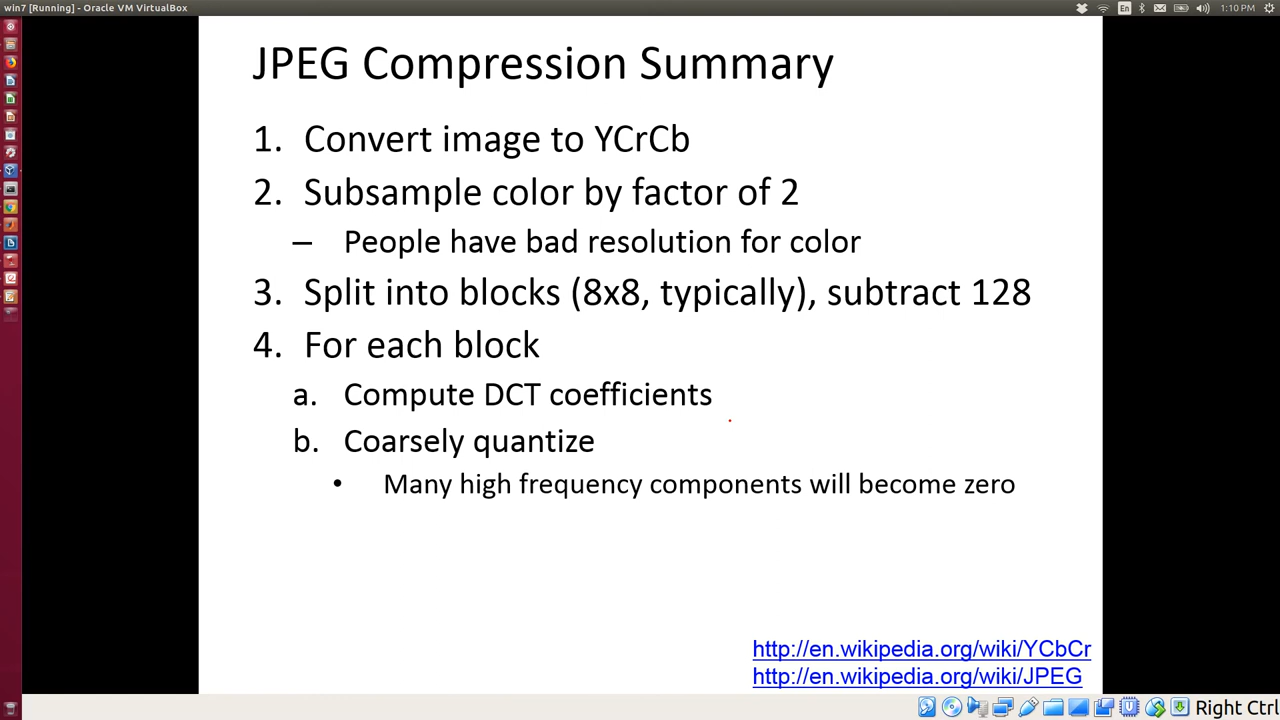 win7 [Running] - Oracle VM VirtualBox
En
1:10 PM
JPEG Compression Summary
1. Convert image to YCrCb
2. Subsample color by factor of 2
– People have bad resolution for color
3. Split into blocks (8x8, typically), subtract 128
4. For each block
a. Compute DCT coefficients
b. Coarsely quantize
• Many high frequency components will become zero
http://en.wikipedia.org/wiki/YCbCr
http://en.wikipedia.org/wiki/JPEG
Right Ctrl